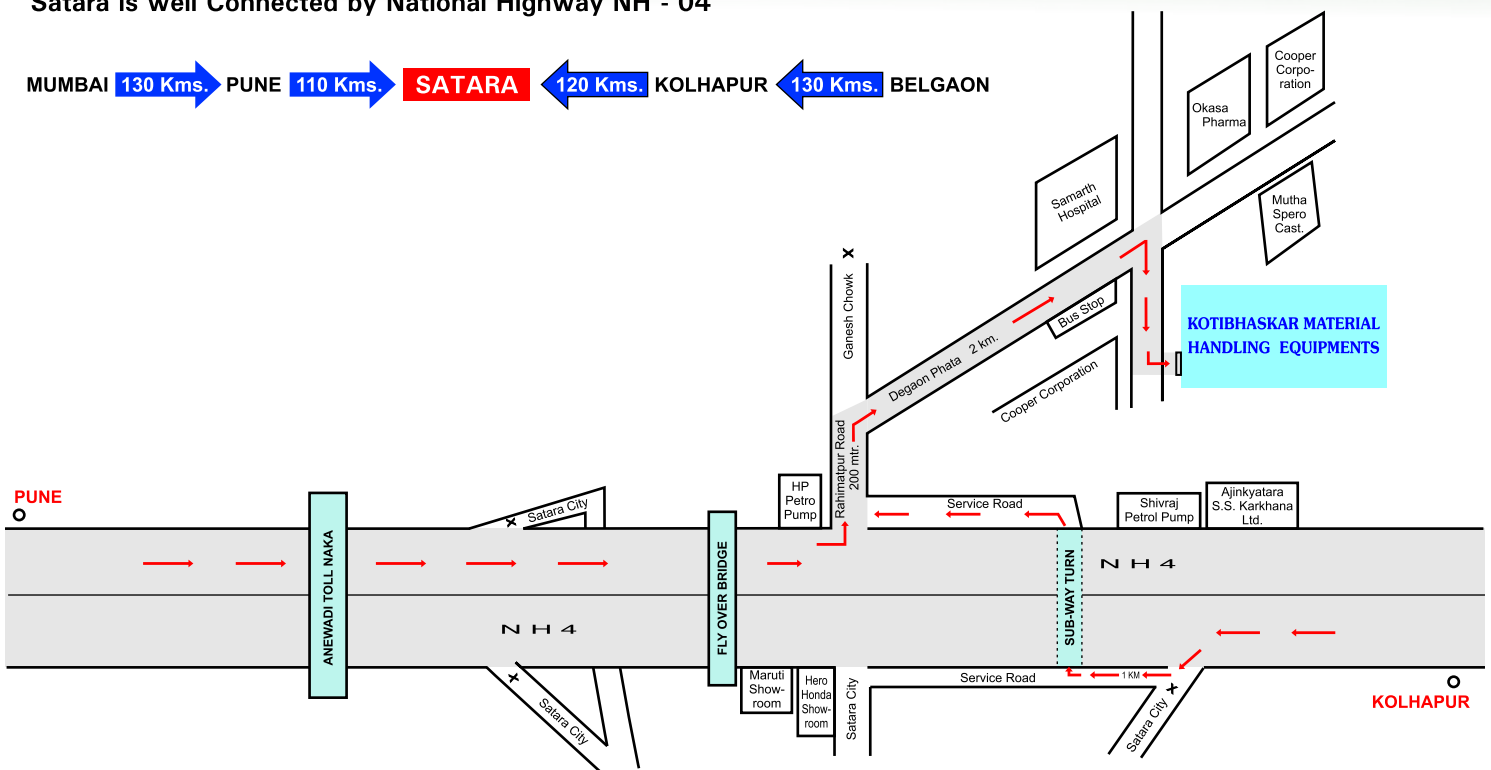 Satara is well Connected by National Highway NH - 04
MUMBAI 130 Kms. PUNE 110 Kms. SATARA 120 Kms. KOLHAPUR 130 Kms. BELGAON
Cooper
Corpo-
ration
Okasa
Pharma
Samarth
Hospital
Mutha
Spero
Cast.
X
Ganesh Chowk
Bus Stop
KOTIBHASKAR MATERIAL
HANDLING EQUIPMENTS
Degaon Phata 2 km.
Cooper Corporation
Rahimatpur Road
200 mtr.
PUNE
HP
Petro
Pump
X Satara City
Service Road
Shivraj
Petrol Pump
Ajinkyatara
S.S. Karkhana
Ltd.
ANEWADI TOLL NAKA
FLY OVER BRIDGE
SUB-WAY TURN
N H 4
N H 4
X
Satara City
Maruti
Show-
room
Hero
Honda
Show-
room
Satara City
Service Road
1 KM
X
Satara City
KOLHAPUR